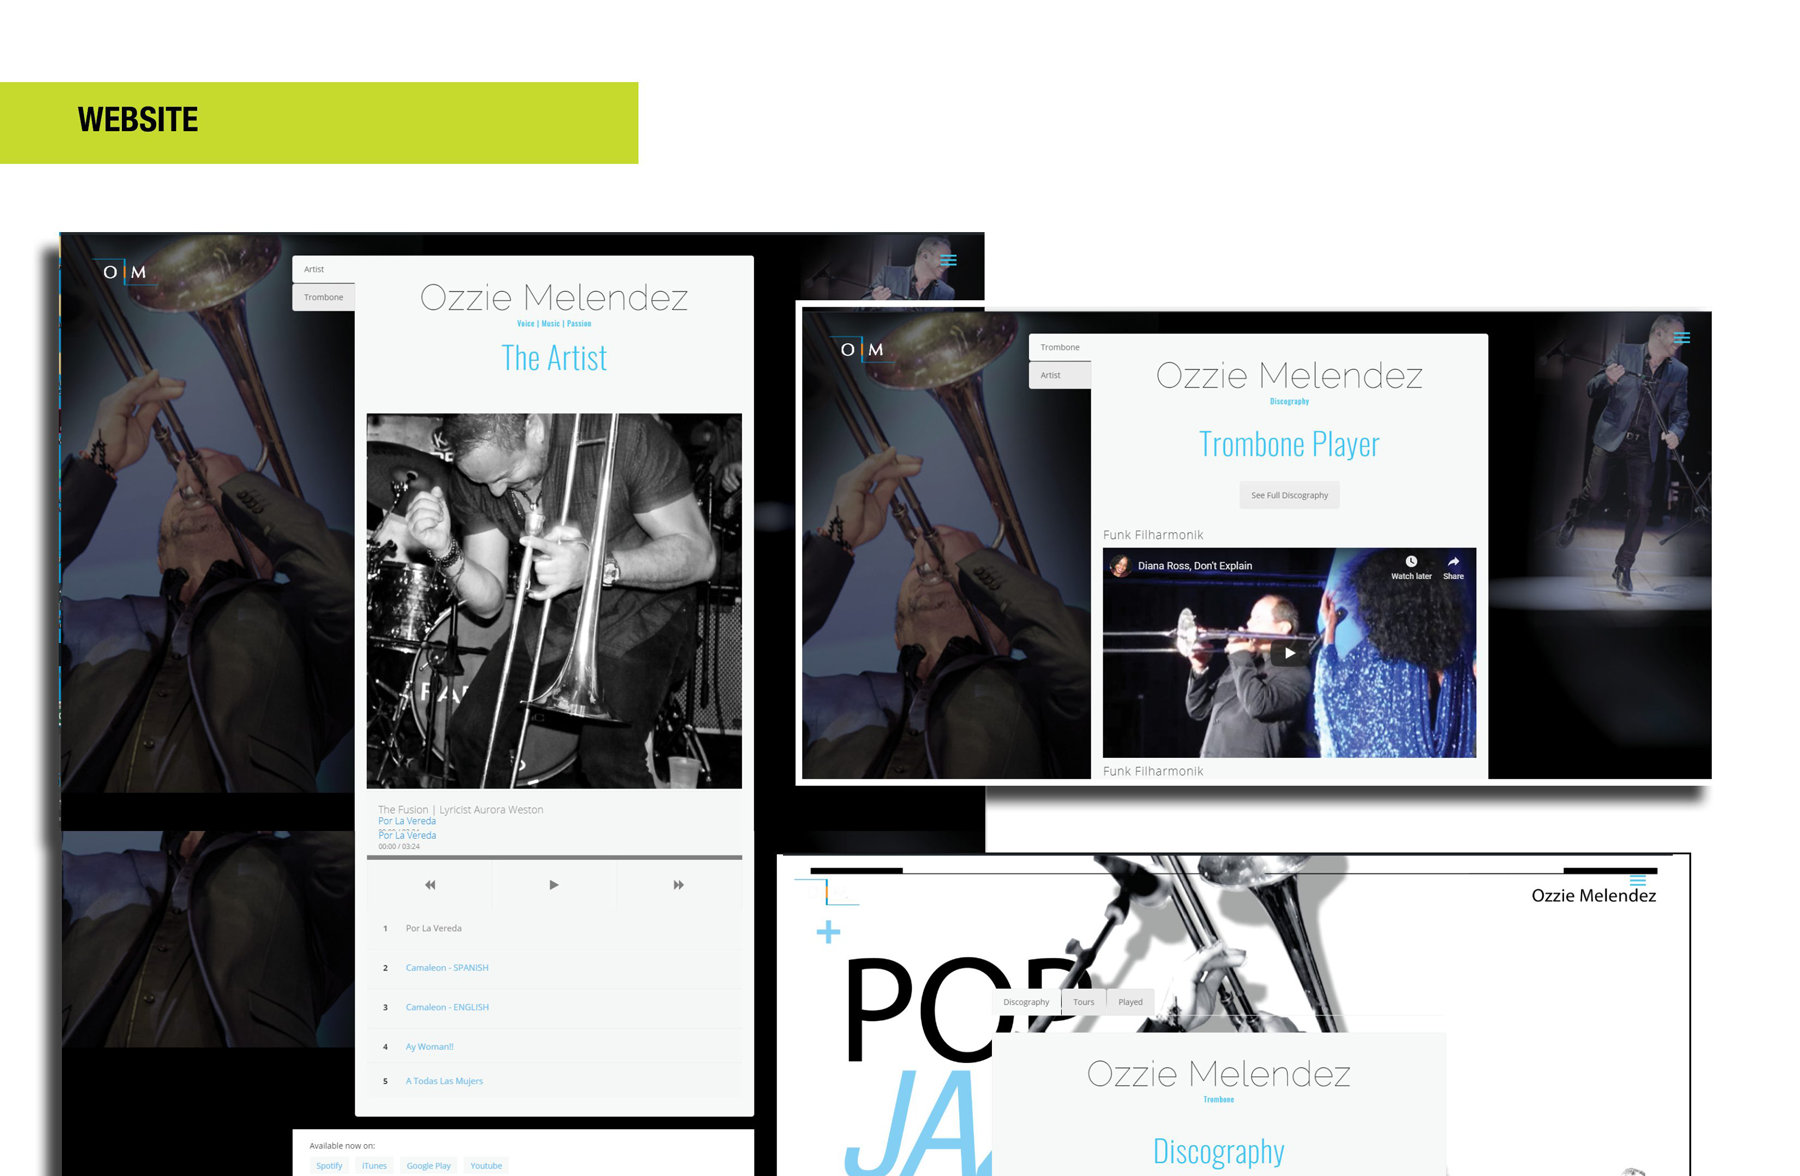 WEBSITE
O M
Artist
Trombone
Ozzie Melendez
Voice | Music | Passion
The Artist
The Fusion | Lyricist Aurora Weston
Por La Vereda
Por La Vereda
00:00 / 03:24
1 Por La Vereda
2 Camaleon - SPANISH
3 Camaleon - ENGLISH
4 Ay Woman!!
5 A Todas Las Mujers
Available now on:
Spotify iTunes Google Play Youtube
O M
Trombone
Artist
Ozzie Melendez
Discography
Trombone Player
See Full Discography
Funk Filharmonik
Diana Ross, Don't Explain
Watch later Share
Funk Filharmonik
Ozzie Melendez
POP
JA
Discography Tours Played
Ozzie Melendez
Trombone
Discography